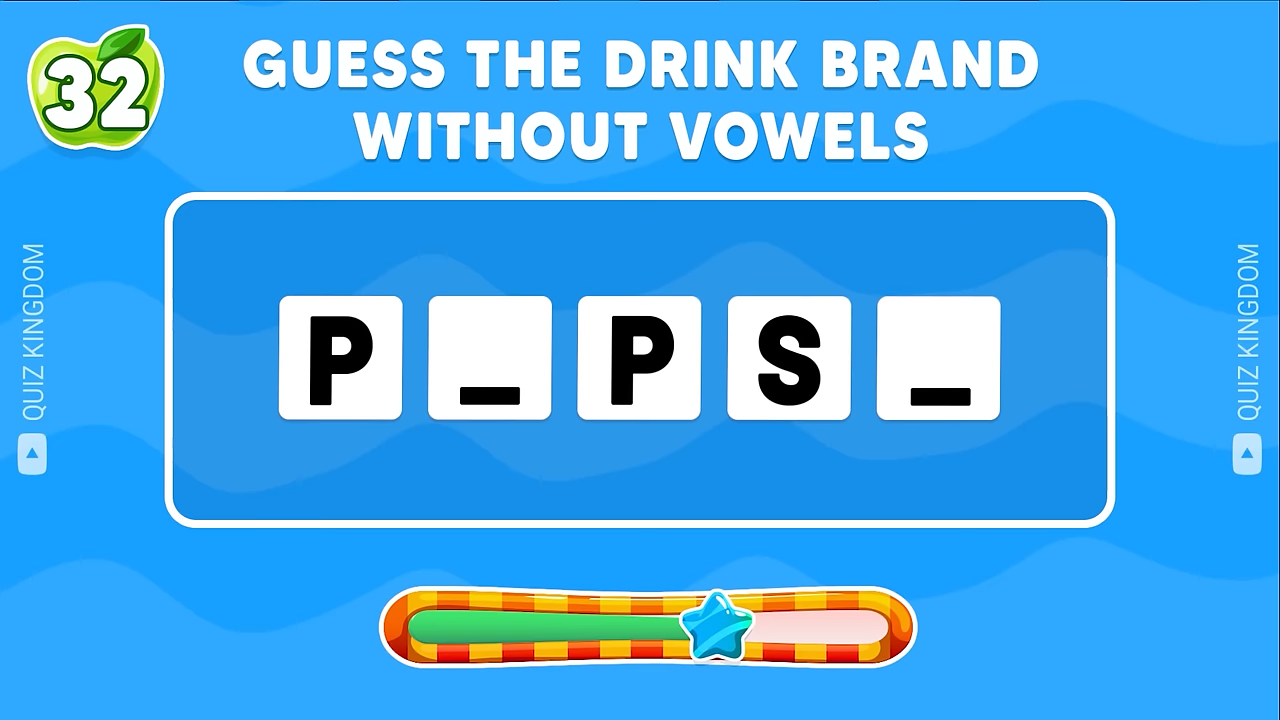 32
GUESS THE DRINK BRAND
WITHOUT VOWELS
QUIZ KINGDOM
P _ P S _
QUIZ KINGDOM